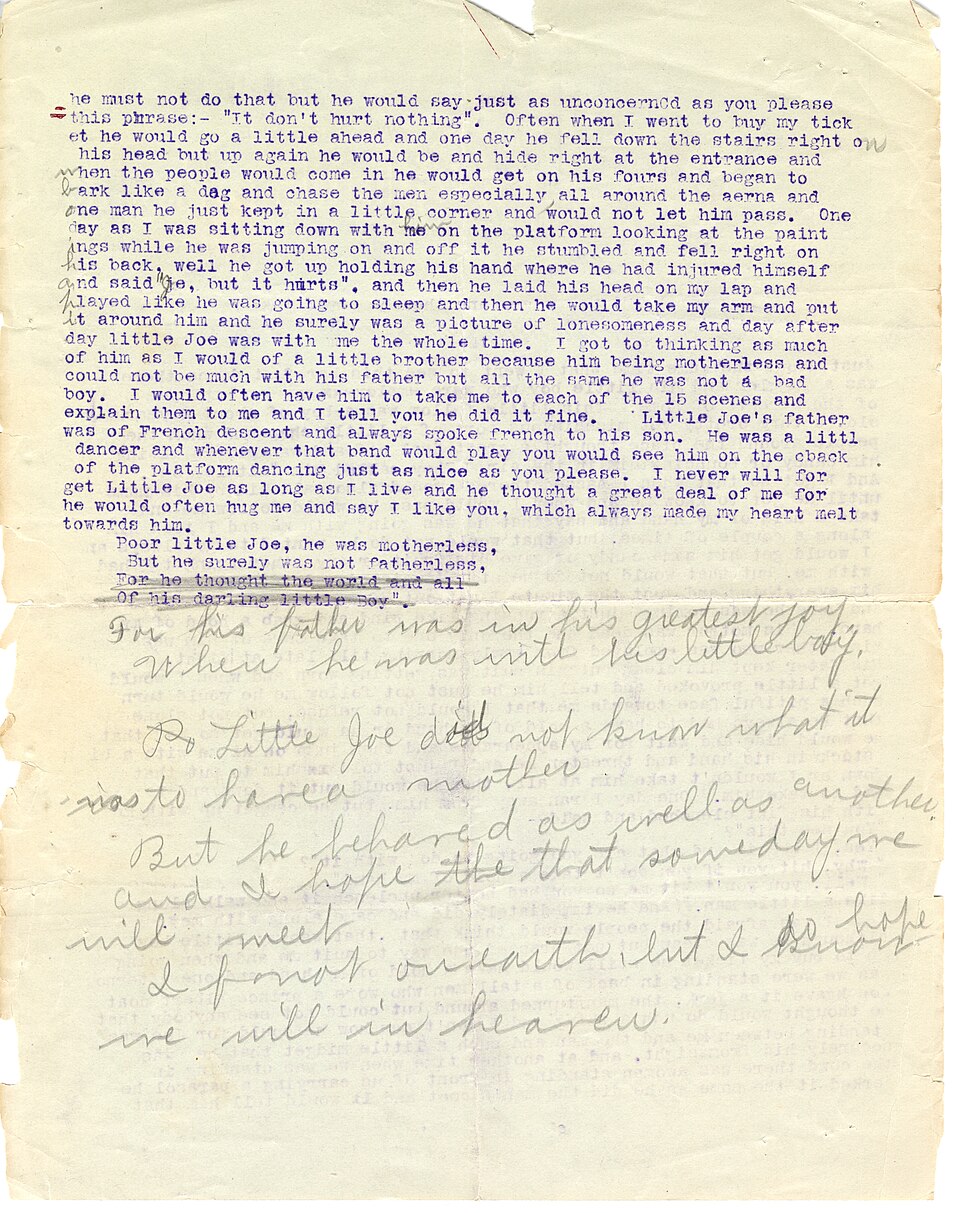 he must not do that but he would say just as unconcernCd as you please
this phrase:- "It don't hurt nothing". Often when I went to buy my tick
et he would go a little ahead and one day he fell down the stairs right on
his head but up again he would be and hide right at the entrance and
when the people would come in he would get on his fours and began to
bark like a dag and chase the men especially all around the aerna and
one man he just kept in a little corner and would not let him pass. One
day as I was sitting down with him me on the platform looking at the paint
ings while he was jumping on and off it he stumbled and fell right on
his back, well he got up holding his hand where he had injured himself
and said "ge, but it hurts". and then he laid his head on my lap and
played like he was going to sleep and then he would take my arm and put
it around him and he surely was a picture of lonesomeness and day after
day little Joe was with me the whole time. I got to thinking as much
of him as I would of a little brother because him being motherless and
could not be much with his father but all the same he was not a bad
boy. I would often have him to take me to each of the 15 scenes and
explain them to me and I tell you he did it fine. Little Joe's father
was of French descent and always spoke french to his son. He was a littl
dancer and whenever that band would play you would see him on the cback
of the platform dancing just as nice as you please. I never will for
get Little Joe as long as I live and he thought a great deal of me for
he would often hug me and say I like you, which always made my heart melt
towards him.
Poor little Joe, he was motherless,
But he surely was not fatherless,
For he thought the world and all
Of his darling little Boy".
For his father was in his greatest joy
When he was with his little boy.
Po Little Joe did not know what it
was to have a mother
But he behaved as well as another.
and I hope the that someday we
will meet
I f not on earth, but I do hope know
we will in heaven.